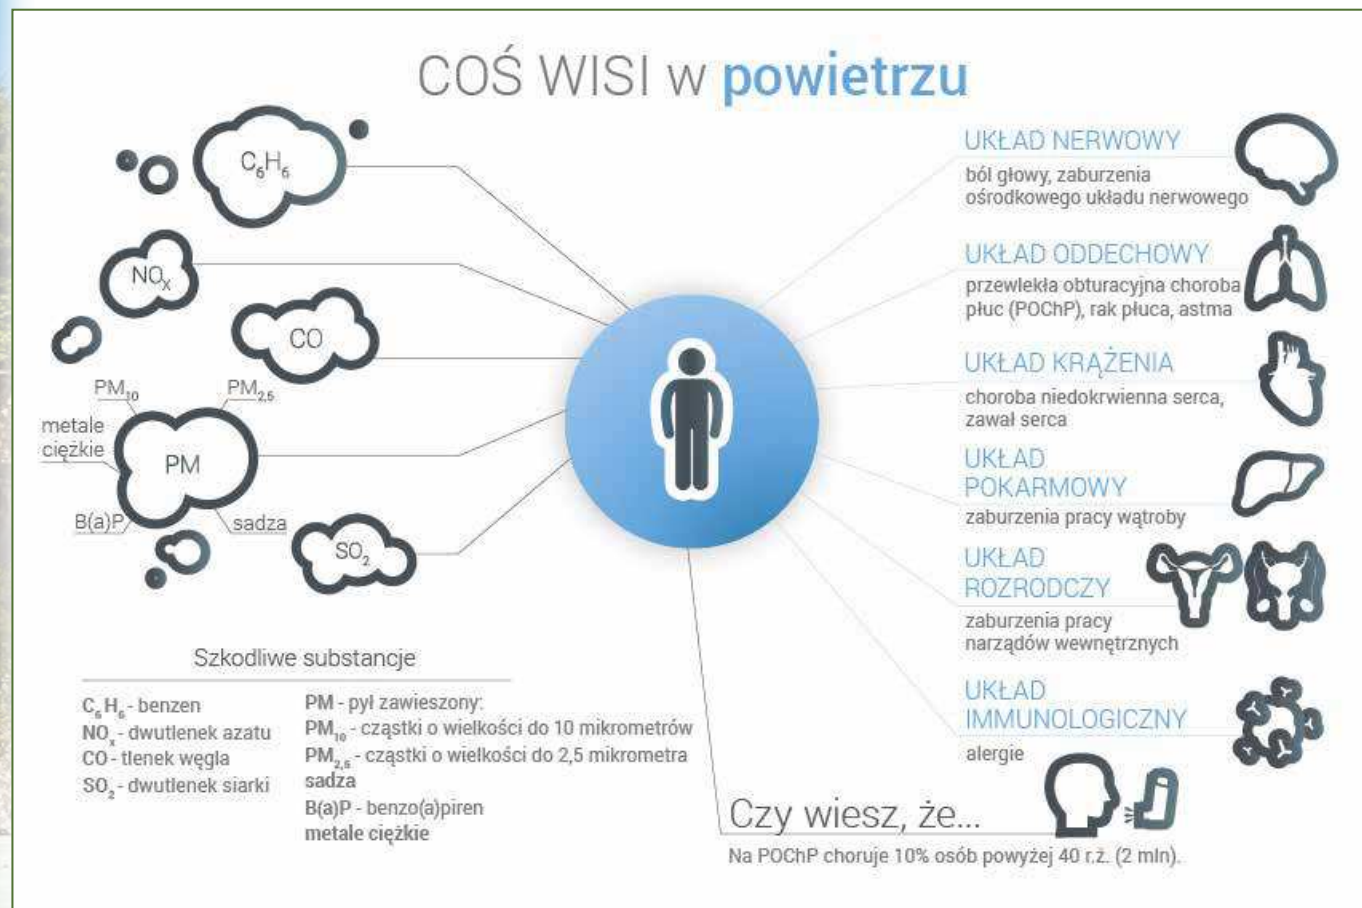 COŚ WISI w powietrzu
C₆H₆
NOₓ
CO
PM₁₀
PM₂,₅
metale
ciężkie
PM
B(a)P
sadza
SO₂
UKŁAD NERWOWY
ból głowy, zaburzenia
ośrodkowego układu nerwowego
UKŁAD ODDECHOWY
przewlekła obturacyjna choroba
płuc (POChP), rak płuca, astma
UKŁAD KRĄŻENIA
choroba niedokrwienna serca,
zawał serca
UKŁAD
POKARMOWY
zaburzenia pracy wątroby
UKŁAD
ROZRODCZY
zaburzenia pracy
narządów wewnętrznych
UKŁAD
IMMUNOLOGICZNY
alergie
Szkodliwe substancje
C₆H₆ - benzen
NOₓ - dwutlenek azatu
CO - tlenek węgla
SO₂ - dwutlenek siarki
PM - pył zawieszony:
PM₁₀ - cząstki o wielkości do 10 mikrometrów
PM₂,₅ - cząstki o wielkości do 2,5 mikrometra
sadza
B(a)P - benzo(a)piren
metale ciężkie
Czy wiesz, że...
Na POChP choruje 10% osób powyżej 40 r.ż. (2 mln).